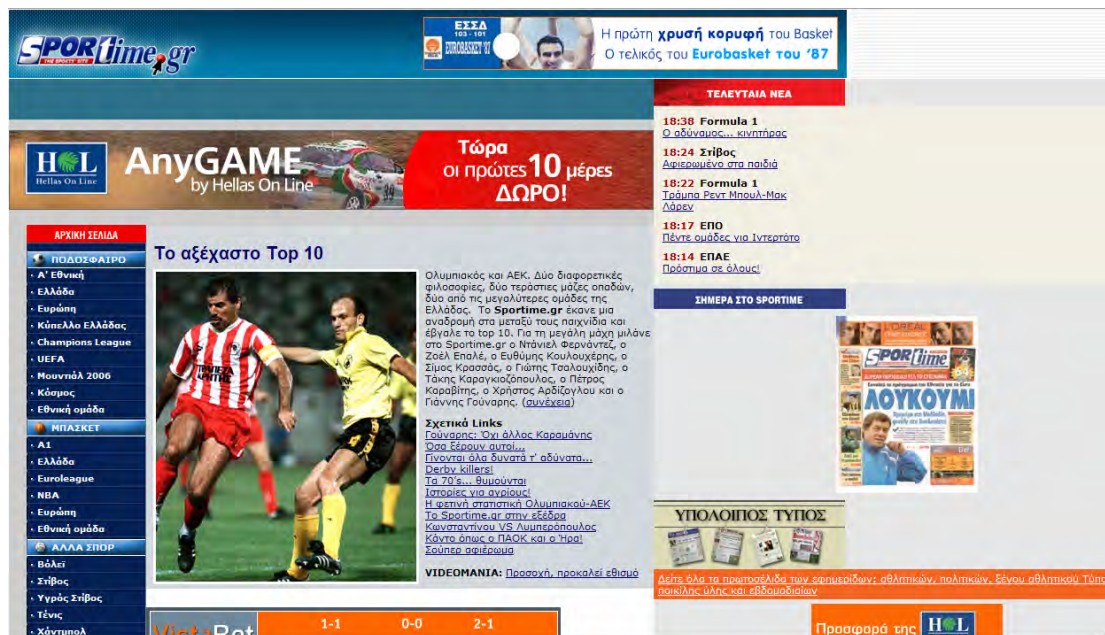 SPORTime.gr
THE SPORTS SITE
ΕΣΣΔ
103 - 101
EUROBASKET '87
Η πρώτη χρυσή κορυφή του Basket
Ο τελικός του Eurobasket του '87
HOL
Hellas On Line
AnyGAME
by Hellas On Line
Τώρα
οι πρώτες 10 μέρες
ΔΩΡΟ!
ΑΡΧΙΚΗ ΣΕΛΙΔΑ
ΠΟΔΟΣΦΑΙΡΟ
Α' Εθνική
Ελλάδα
Ευρώπη
Κύπελλο Ελλάδας
Champions League
UEFA
Μουντιάλ 2006
Κόσμος
Εθνική ομάδα
ΜΠΑΣΚΕΤ
Α1
Ελλάδα
Euroleague
NBA
Ευρώπη
Εθνική ομάδα
ΑΛΛΑ ΣΠΟΡ
Βόλεϊ
Στίβος
Υγρός Στίβος
Τένις
Χάντμπολ
Το αξέχαστο Top 10
ΤΡΑΠΕΖΑ
ΚΡΗΤΗΣ
Ολυμπιακός και ΑΕΚ. Δύο διαφορετικές
φιλοσοφίες, δύο τεράστιες μάζες οπαδών,
δύο από τις μεγαλύτερες ομάδες της
Ελλάδας. Το Sportime.gr έκανε μια
αναδρομή στα μεταξύ τους παιχνίδια και
έβγαλε το top 10. Για τη μεγάλη μάχη μιλάνε
στο Sportime.gr ο Ντάνιελ Φερνάντεζ, ο
Ζοέλ Επαλέ, ο Ευθύμης Κουλουχέρης, ο
Σίμος Κρασσάς, ο Γιώτης Τσαλουχίδης, ο
Τάκης Καραγκιοζόπουλος, ο Πέτρος
Καραβίτης, ο Χρήστος Αρδίζογλου και ο
Γιάννης Γούναρης. (συνέχεια)
Σχετικά Links
Γούναρης: Όχι άλλος Καραμάνης
Όσα ξέρουν αυτοί...
Γίνονται όλα δυνατά τ' αδύνατα...
Derby killers!
Τα 70's... θυμούνται
Ιστορίες για αγρίους!
Η φετινή στατιστική Ολυμπιακού-ΑΕΚ
Το Sportime.gr στην εξέδρα
Κωνσταντίνου VS Λυμπερόπουλος
Κάντο όπως ο ΠΑΟΚ και ο Ήρα!
Σούπερ αφιέρωμα
VIDEOMANIA: Προσοχή, προκαλεί εθισμό
VistaBet
1-1 0-0 2-1
ΤΕΛΕΥΤΑΙΑ ΝΕΑ
18:38 Formula 1
Ο αδύναμος... κινητήρας
18:24 Στίβος
Αφιερωμένο στα παιδιά
18:22 Formula 1
Τράμπα Ρεντ Μπουλ-Μακ
Λάρεν
18:17 ΕΠΟ
Πέντε ομάδες για Ιντερτότο
18:14 ΕΠΑΕ
Πρόστιμα σε όλους!
ΣΗΜΕΡΑ ΣΤΟ SPORTIME
L'OREAL
SPORTime
ΛΟΥΚΟΥΜΙ
ΥΠΟΛΟΙΠΟΣ ΤΥΠΟΣ
Δείτε όλα τα πρωτοσέλιδα των εφημερίδων: αθλητικών, πολιτικών, ξένου αθλητικού Τύπο
ποικίλης ύλης και εβδομαδιαίων
Προσφορά της HOL